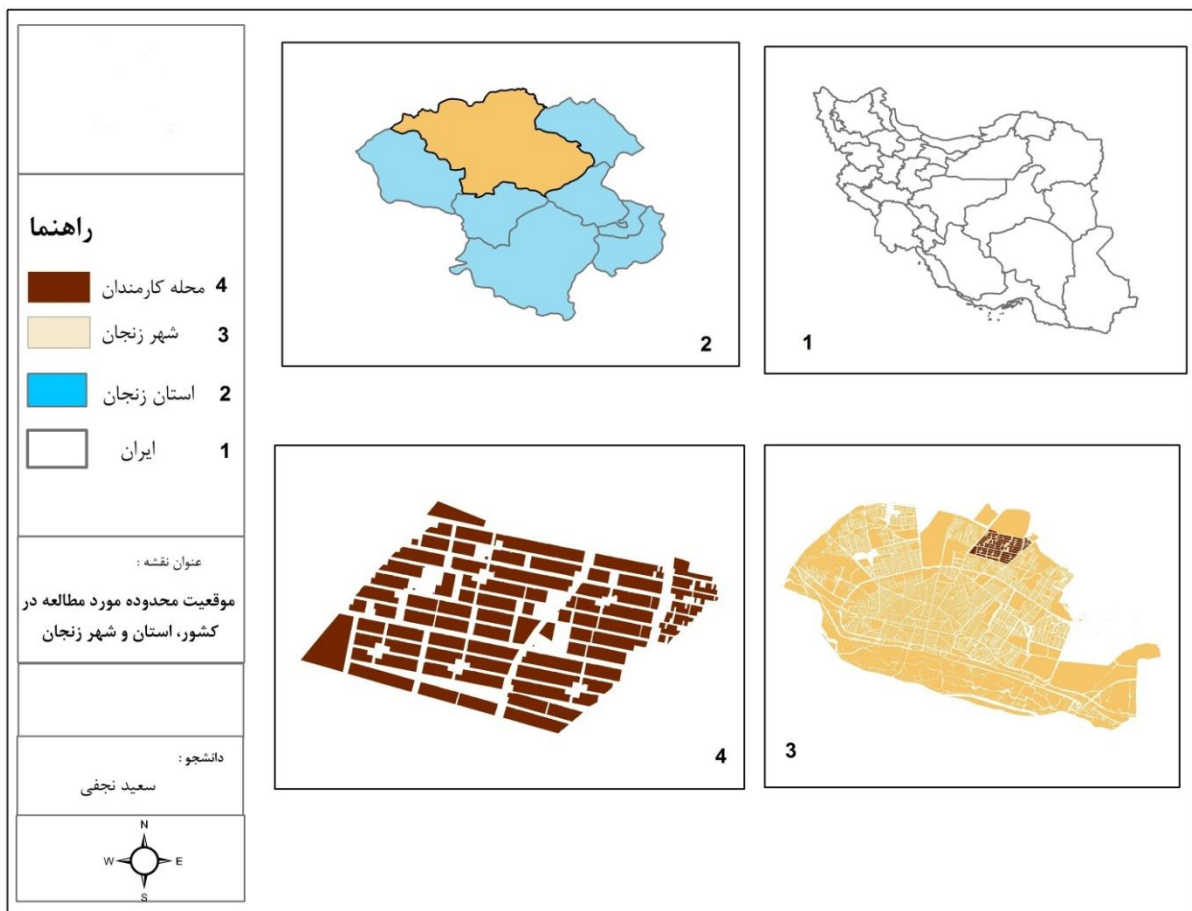 راهنما
محله کارمندان 4
شهر زنجان 3
استان زنجان 2
ایران 1
عنوان نقشه :
موقعیت محدوده مورد مطالعه در
کشور، استان و شهر زنجان
دانشجو :
سعید نجفی
N
W E
S
2
1
4
3